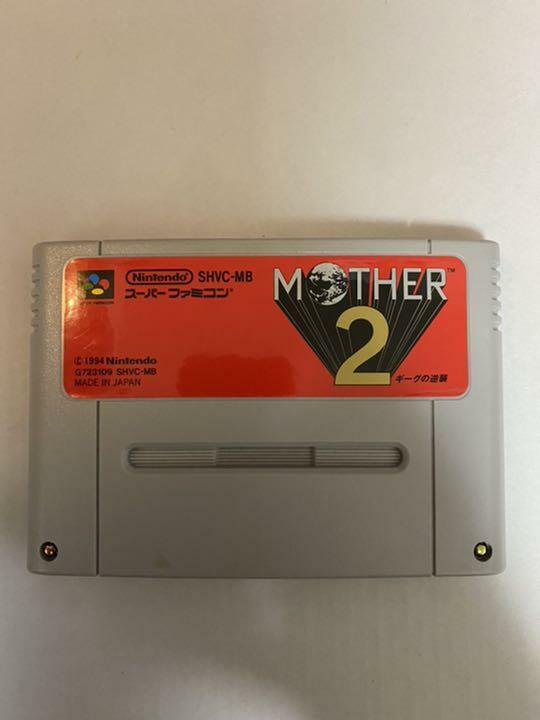 Nintendo SHVC-MB
スーパーファミコン®
© 1994 Nintendo
G723109 SHVC-MB
MADE IN JAPAN
MOTHER™
2
ギーグの逆襲